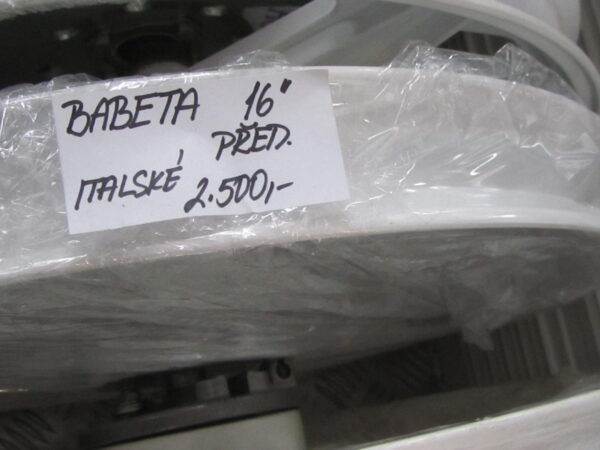 BABETA 16"
PŘED.
ITALSKÉ 2.500,-